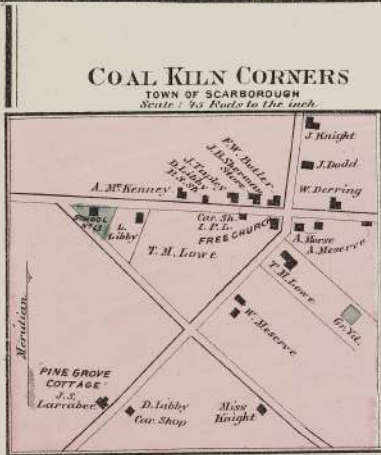 COAL KILN CORNERS
TOWN OF SCARBOROUGH
Scale : 75 Rods to the inch.
J. Knight
J. Dodd
W. Derring
F. W. Butler
J. B. Sherman
Store
J. Tapley
D. Libby
B. S. Sh.
A. McKenney
SCHOOL
No 13
L. Libby
T. M. Lowe
Car. Sh.
I. P. L.
FREE CHURCH
A. Morse
A. Meserve
T. M. Lowe
Gr. Yd.
W. Meserve
Meridian
PINE GROVE
COTTAGE
J. S.
Larrabee
D. Libby
Car. Shop
Miss
Knight